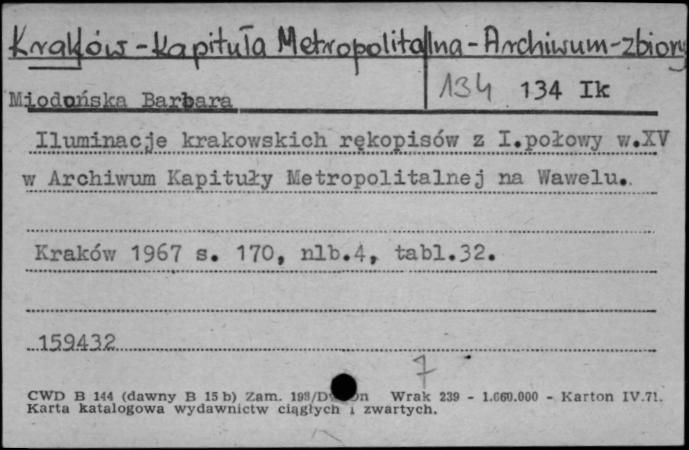 Kraków-Kapituła Metropolitalna-Archiwum-zbiory
134 134 Ik
Miodońska Barbara
Iluminacje krakowskich rękopisów z I.połowy w.XV
w Archiwum Kapituły Metropolitalnej na Wawelu.
Kraków 1967 s. 170, nlb.4, tabl.32.
159432
7
CWD B 144 (dawny B 15 b) Zam. 198/D Wrak 239 - 1.660.000 - Karton IV.71.
Karta katalogowa wydawnictw ciągłych i zwartych.